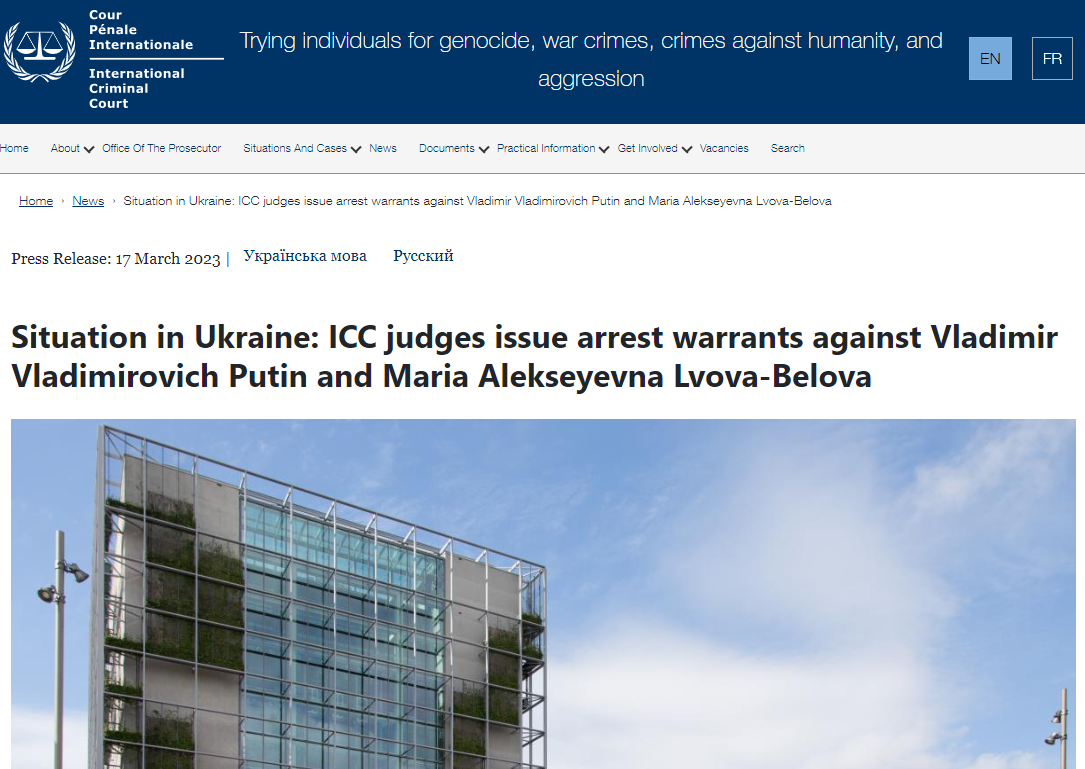 Cour
Pénale
Internationale
International
Criminal
Court
Trying individuals for genocide, war crimes, crimes against humanity, and
aggression
EN
FR
Home About Office Of The Prosecutor Situations And Cases News Documents Practical Information Get Involved Vacancies Search
Home › News › Situation in Ukraine: ICC judges issue arrest warrants against Vladimir Vladimirovich Putin and Maria Alekseyevna Lvova-Belova
Press Release: 17 March 2023 | Українська мова Русский
Situation in Ukraine: ICC judges issue arrest warrants against Vladimir
Vladimirovich Putin and Maria Alekseyevna Lvova-Belova